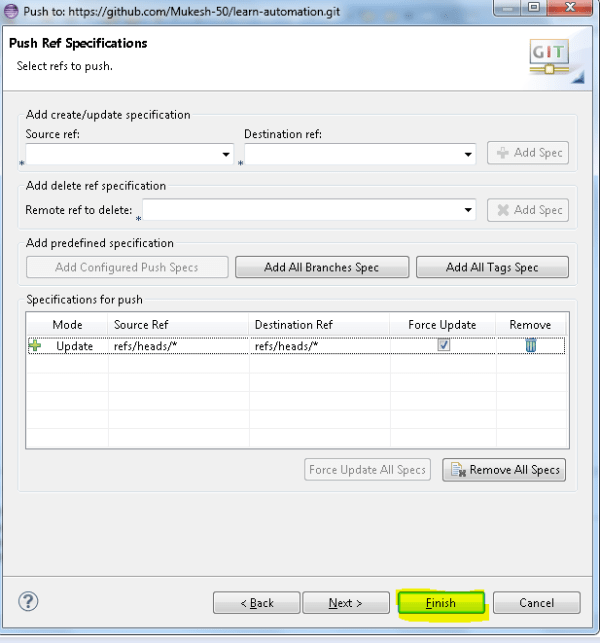 Push to: https://github.com/Mukesh-50/learn-automation.git
Push Ref Specifications
Select refs to push.
GIT
Add create/update specification
Source ref: Destination ref:
* * Add Spec
Add delete ref specification
Remote ref to delete: * Add Spec
Add predefined specification
Add Configured Push Specs Add All Branches Spec Add All Tags Spec
Specifications for push
Mode Source Ref Destination Ref Force Update Remove
Update refs/heads/* refs/heads/*
Force Update All Specs Remove All Specs
? < Back Next > Finish Cancel